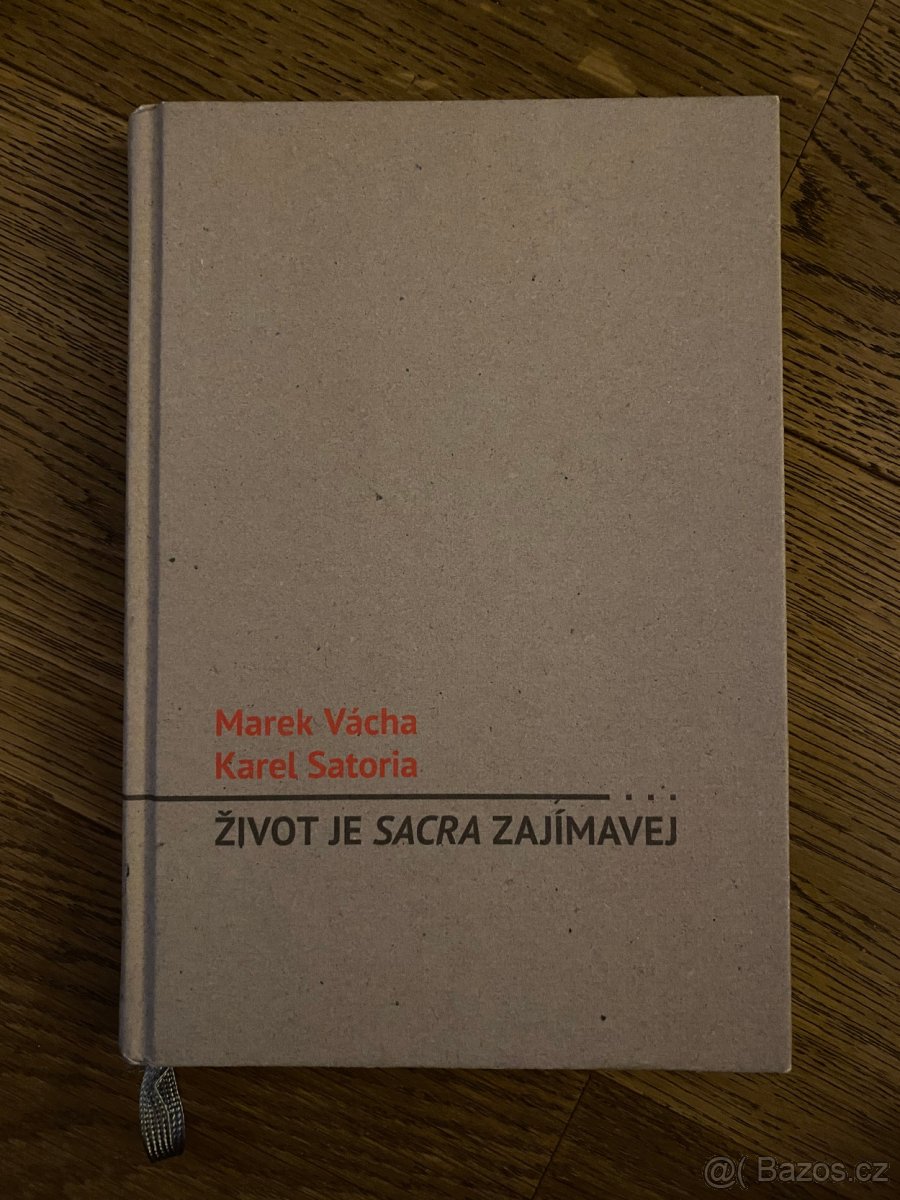 Marek Vácha
Karel Satoria
ŽIVOT JE SACRA ZAJÍMAVEJ
@( Bazos.cz